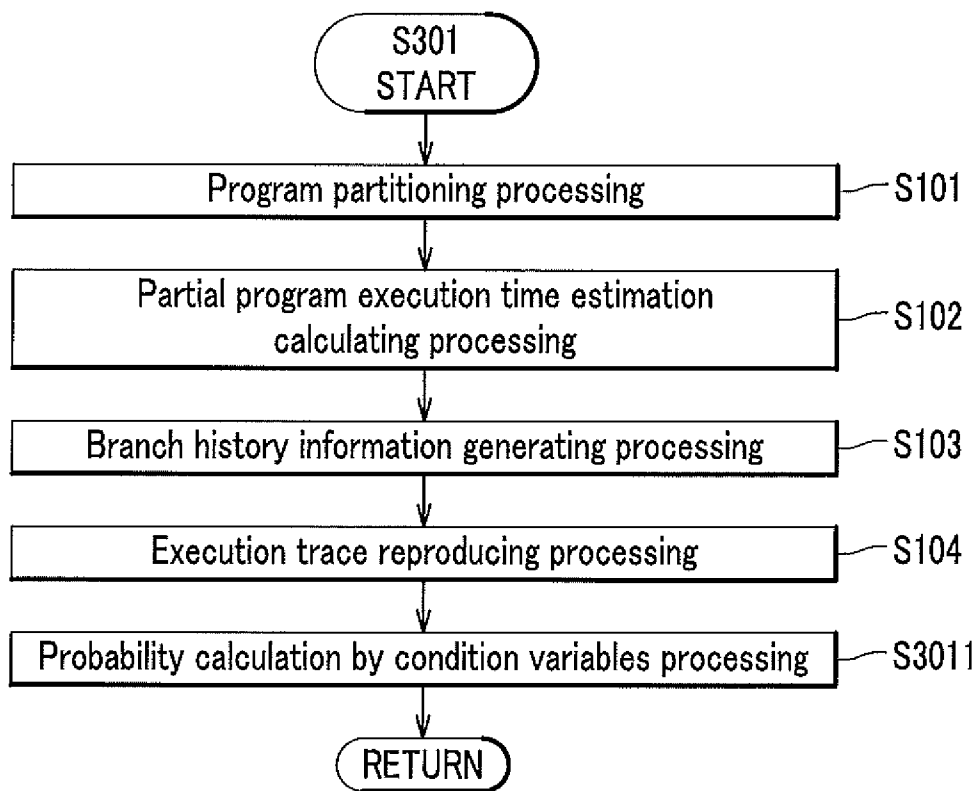 S301
START
Program partitioning processing
S101
Partial program execution time estimation
calculating processing
S102
Branch history information generating processing
S103
Execution trace reproducing processing
S104
Probability calculation by condition variables processing
S3011
RETURN